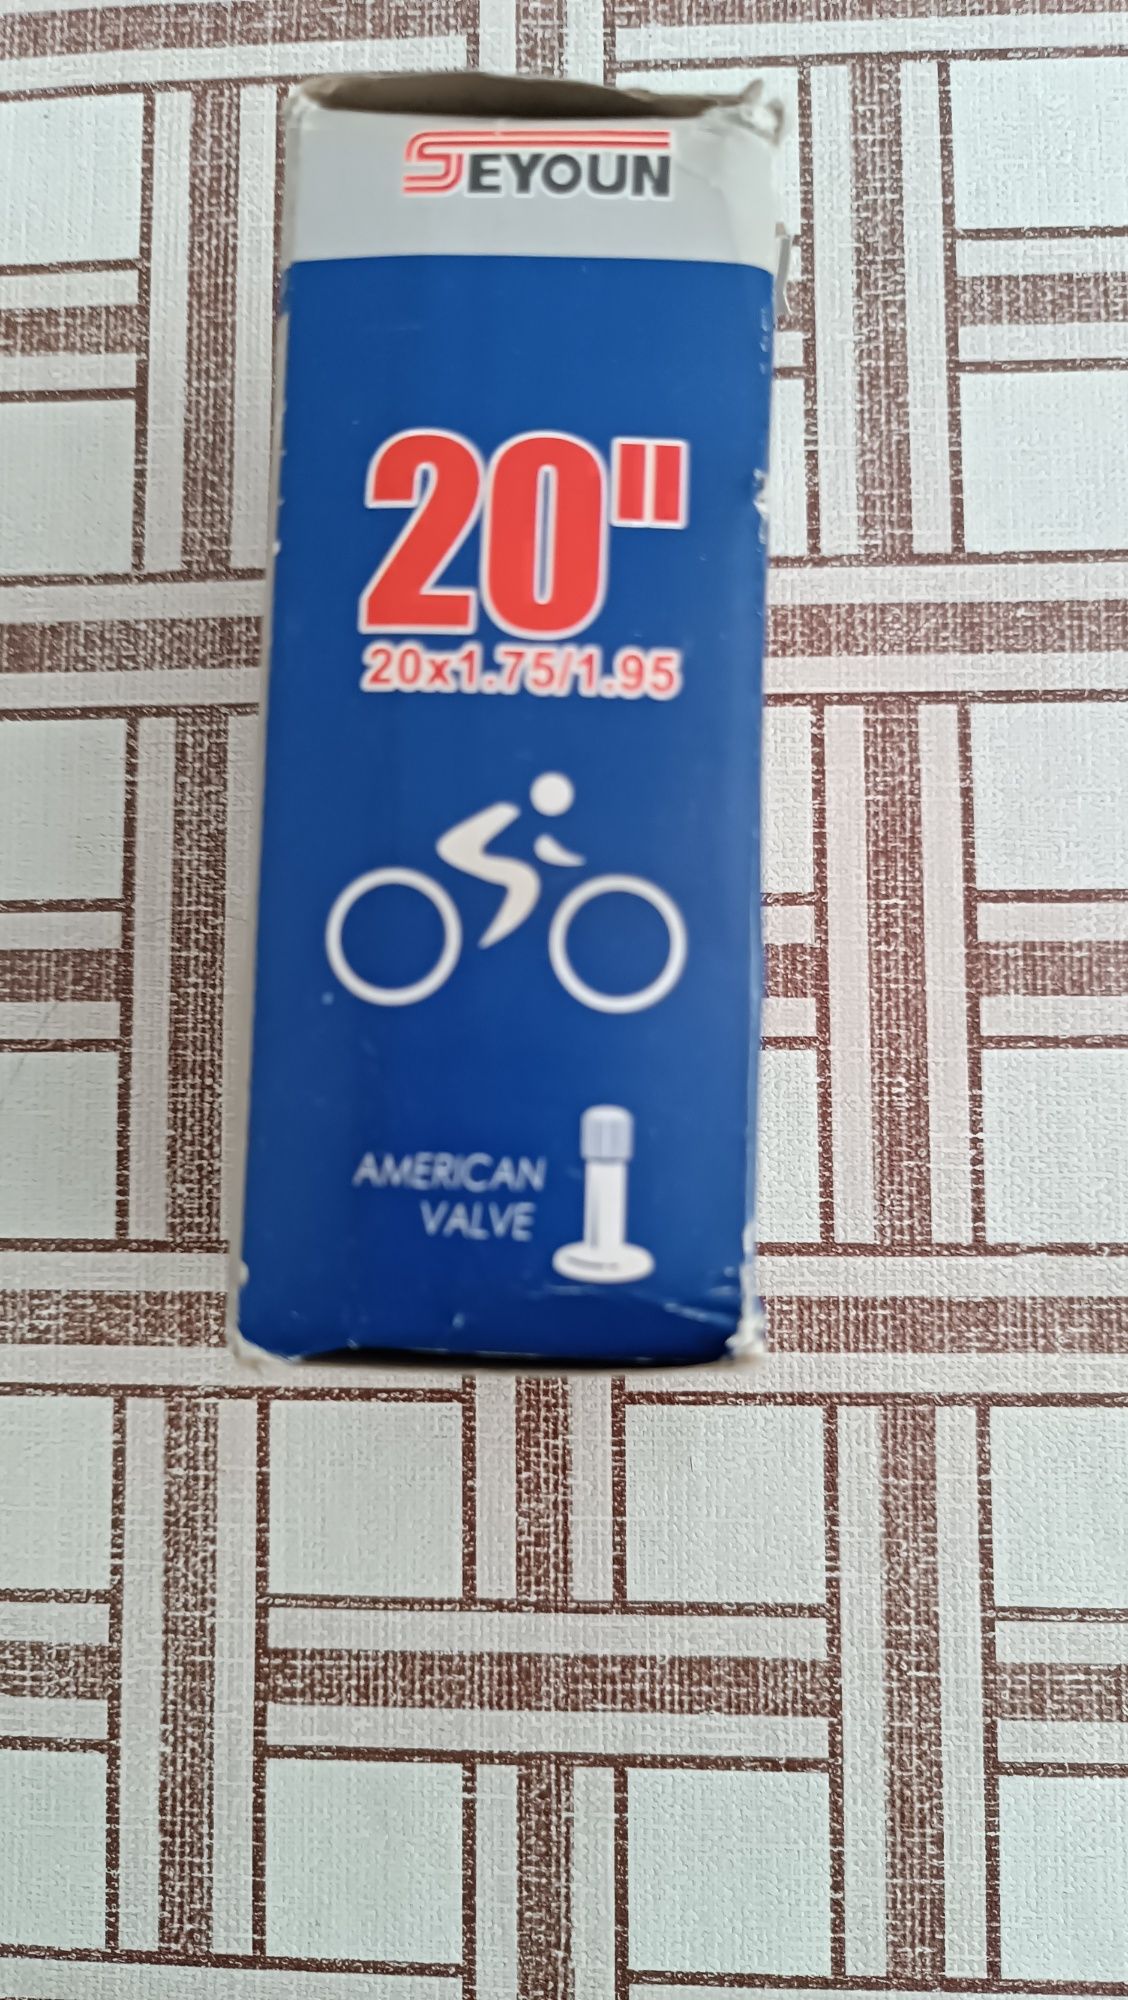 SEYOUN
20"
20x1.75/1.95
AMERICAN
VALVE